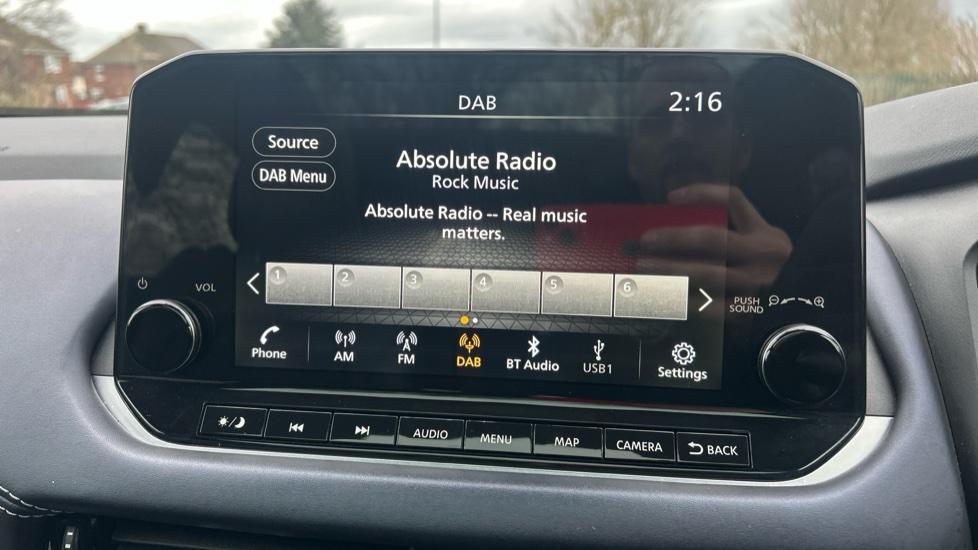 DAB
2:16
Source
DAB Menu
Absolute Radio
Rock Music
Absolute Radio -- Real music
matters.
1 2 3 4 5 6
VOL
PUSH
SOUND
Phone
AM
FM
DAB
BT Audio
USB1
Settings
AUDIO
MENU
MAP
CAMERA
BACK